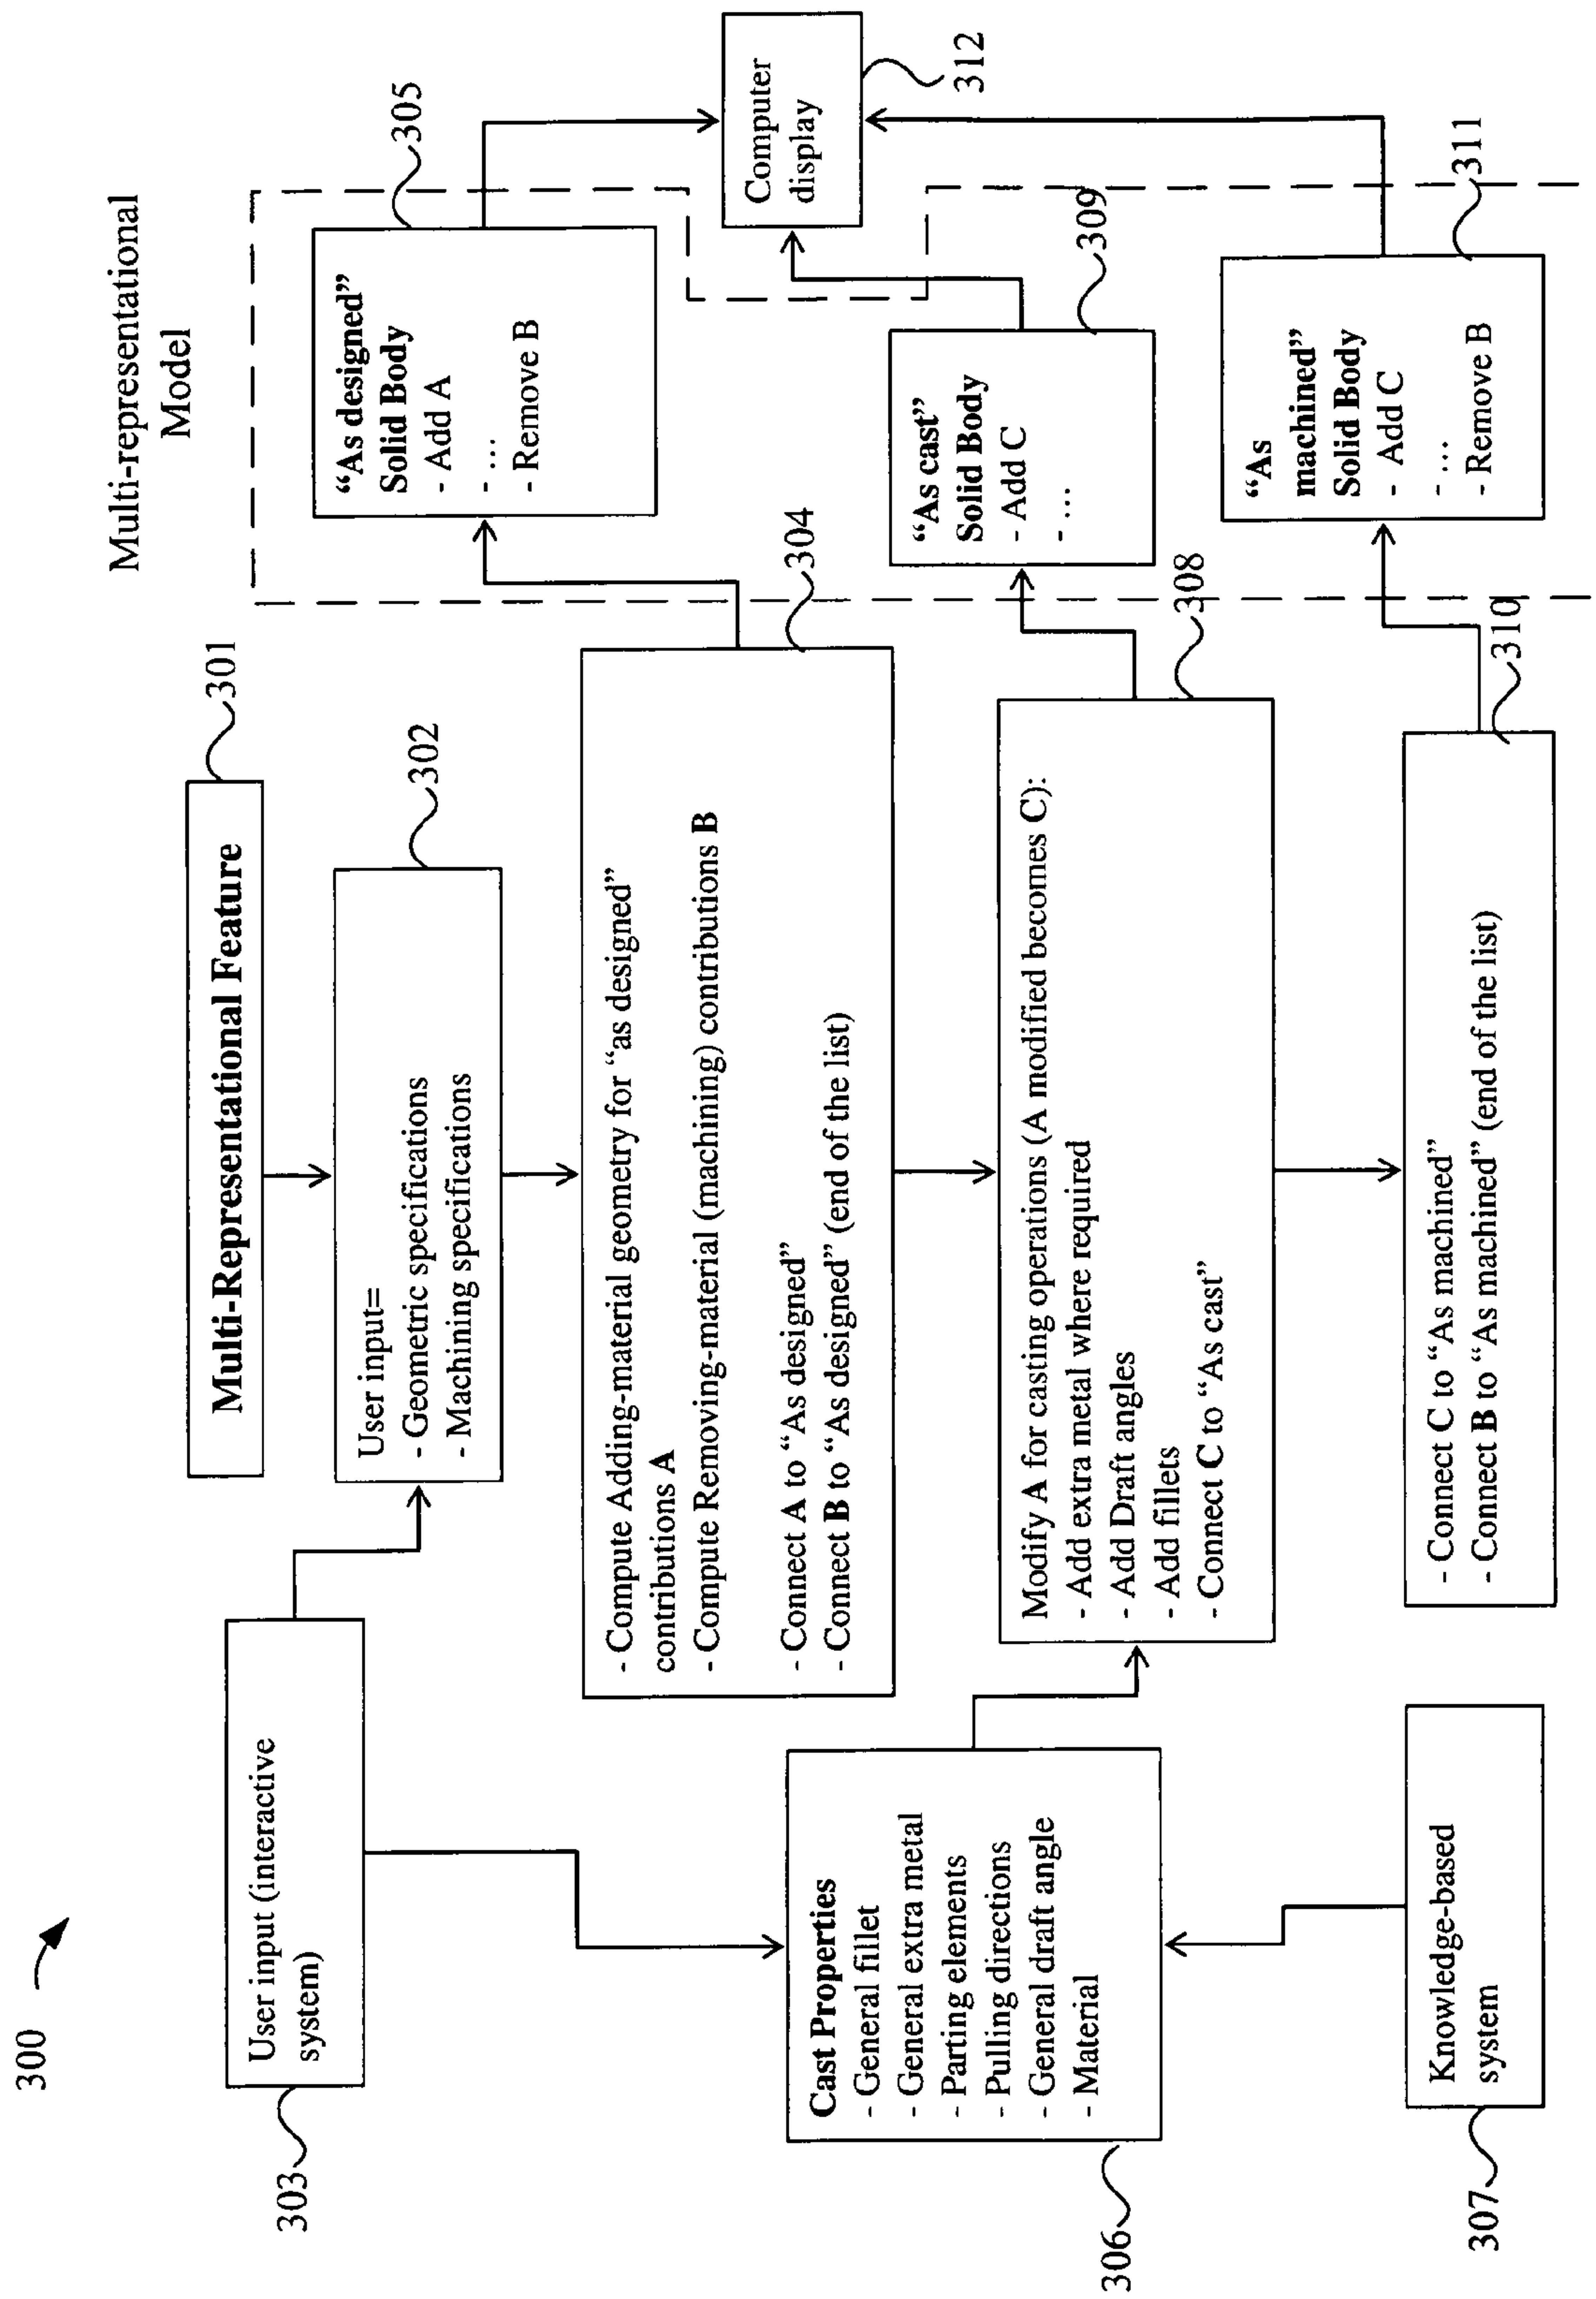 300
Multi-representational
Model
Multi-Representational Feature
301
User input (interactive
system)
303
User input=
- Geometric specifications
- Machining specifications
302
- Compute Adding-material geometry for “as designed”
contributions A
- Compute Removing-material (machining) contributions B
- Connect A to “As designed”
- Connect B to “As designed” (end of the list)
304
“As designed”
Solid Body
- Add A
- ...
- Remove B
305
Computer
display
312
Cast Properties
- General fillet
- General extra metal
- Parting elements
- Pulling directions
- General draft angle
- Material
306
Modify A for casting operations (A modified becomes C):
- Add extra metal where required
- Add Draft angles
- Add fillets
- Connect C to “As cast”
308
“As cast”
Solid Body
- Add C
- ...
309
Knowledge-based
system
307
- Connect C to “As machined”
- Connect B to “As machined” (end of the list)
310
“As
machined”
Solid Body
- Add C
- ...
- Remove B
311